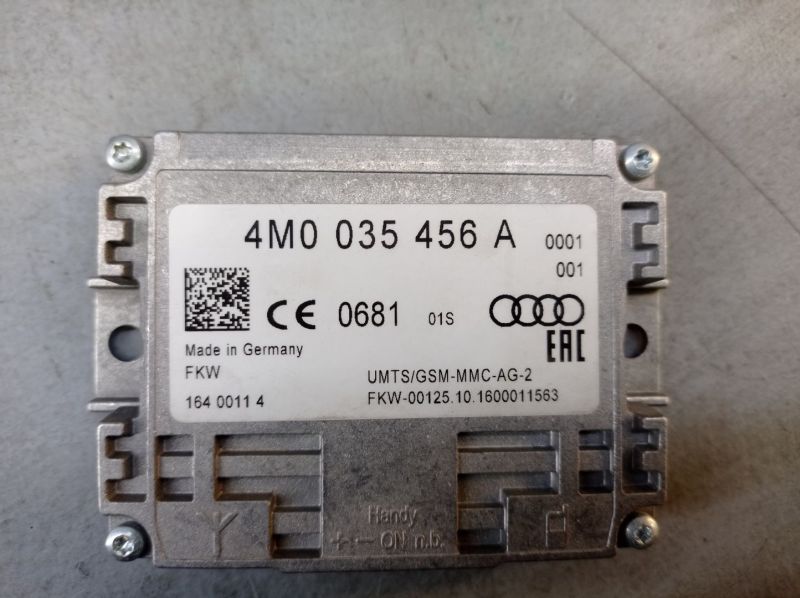 4M0 035 456 A 0001
001
CE 0681 01S
EAC
Made in Germany
FKW UMTS/GSM-MMC-AG-2
164 0011 4 FKW-00125.10.1600011563
Handy
+ - ON n.b.